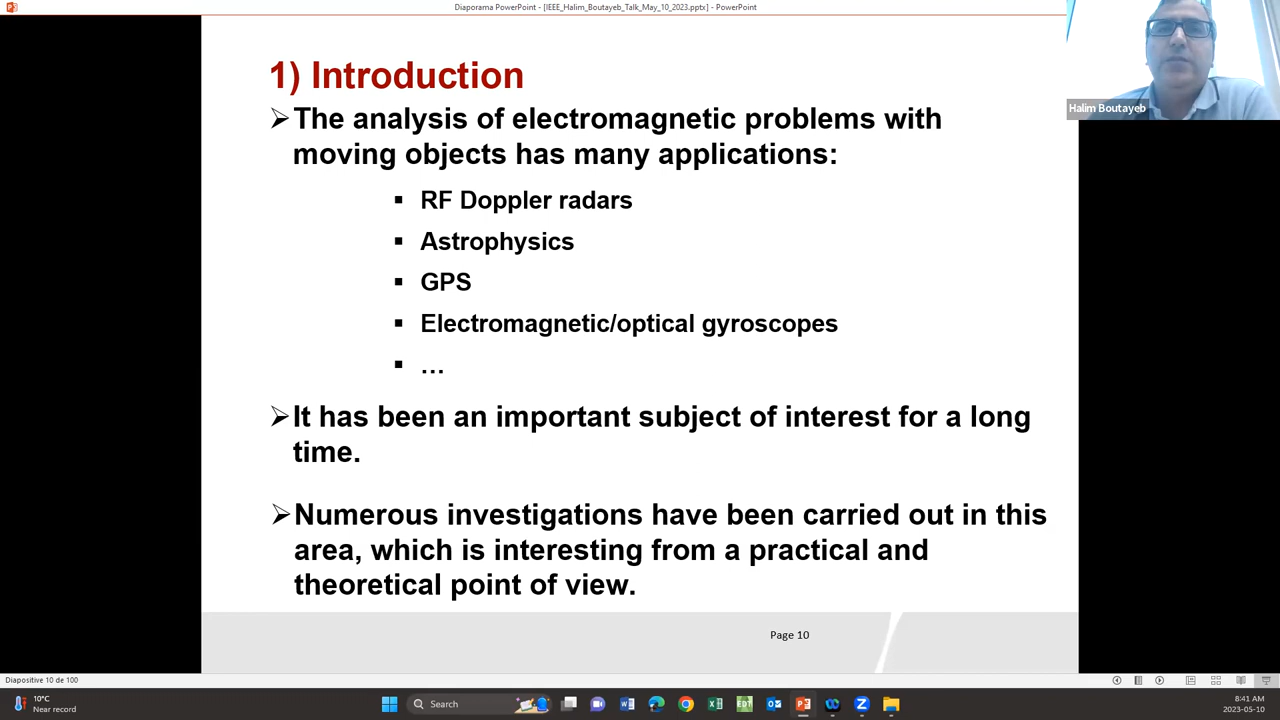 Diaporama PowerPoint - [IEEE_Halim_Boutayeb_Talk_May_10_2023.pptx] - PowerPoint
Halim Boutayeb
1) Introduction
➢The analysis of electromagnetic problems with
moving objects has many applications:
▪ RF Doppler radars
▪ Astrophysics
▪ GPS
▪ Electromagnetic/optical gyroscopes
▪ …
➢It has been an important subject of interest for a long
time.
➢Numerous investigations have been carried out in this
area, which is interesting from a practical and
theoretical point of view.
Page 10
Diapositive 10 de 100
10°C
Near record
Search
EDT
8:41 AM
2023-05-10